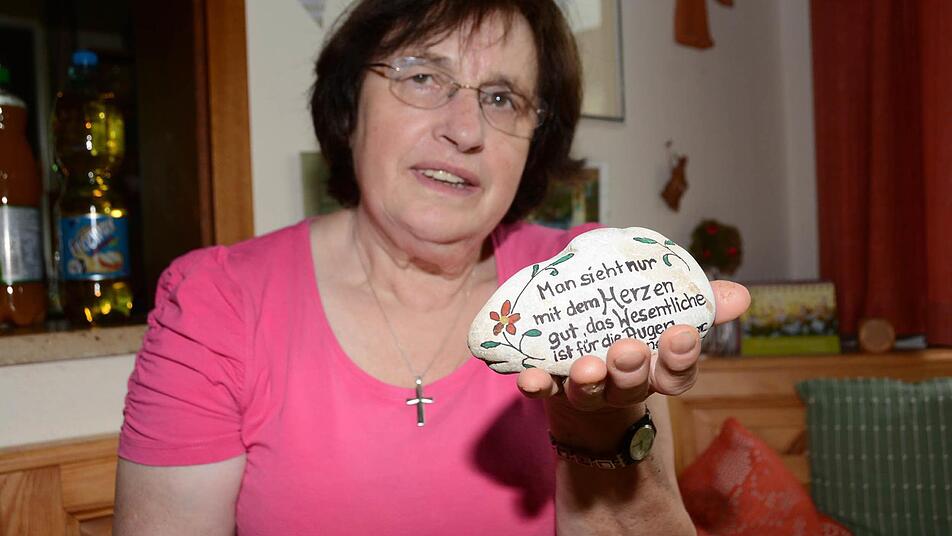 Man sieht nur
mit dem Herzen
gut, das Wesentliche
ist für die Augen